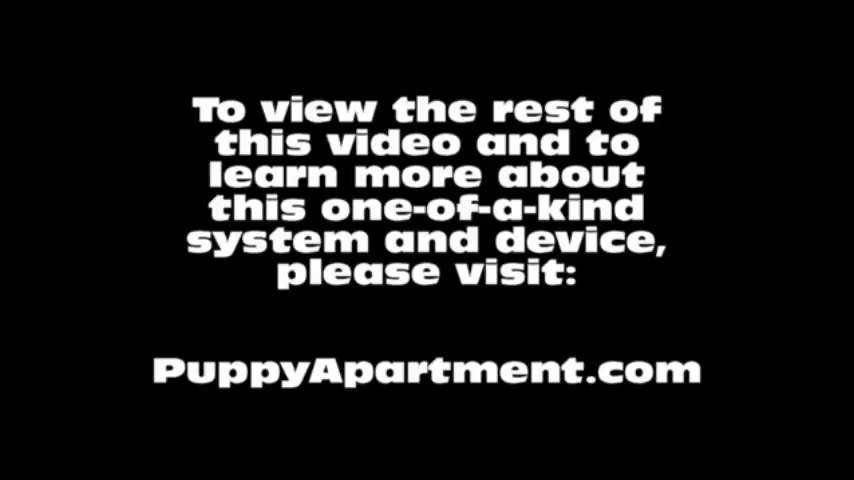 To view the rest of
this video and to
learn more about
this one-of-a-kind
system and device,
please visit:
PuppyApartment.com